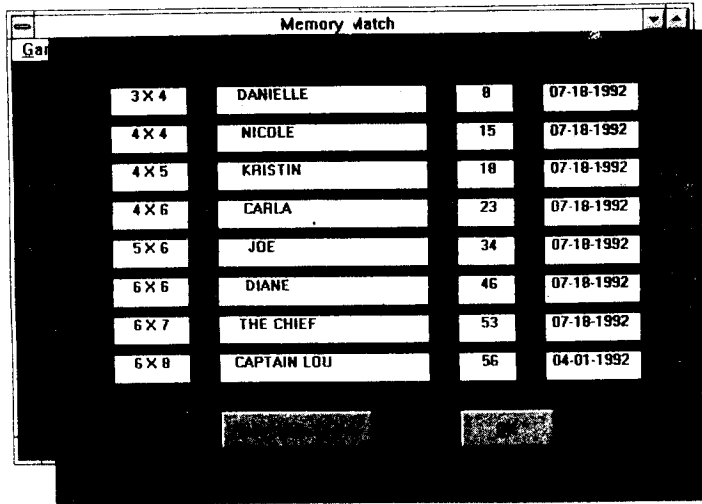 Memory Match
Gar
3 X 4 DANIELLE 8 07-18-1992
4 X 4 NICOLE 15 07-18-1992
4 X 5 KRISTIN 18 07-18-1992
4 X 6 CARLA 23 07-18-1992
5 X 6 JOE 34 07-18-1992
6 X 6 DIANE 46 07-18-1992
6 X 7 THE CHIEF 53 07-18-1992
6 X 8 CAPTAIN LOU 56 04-01-1992